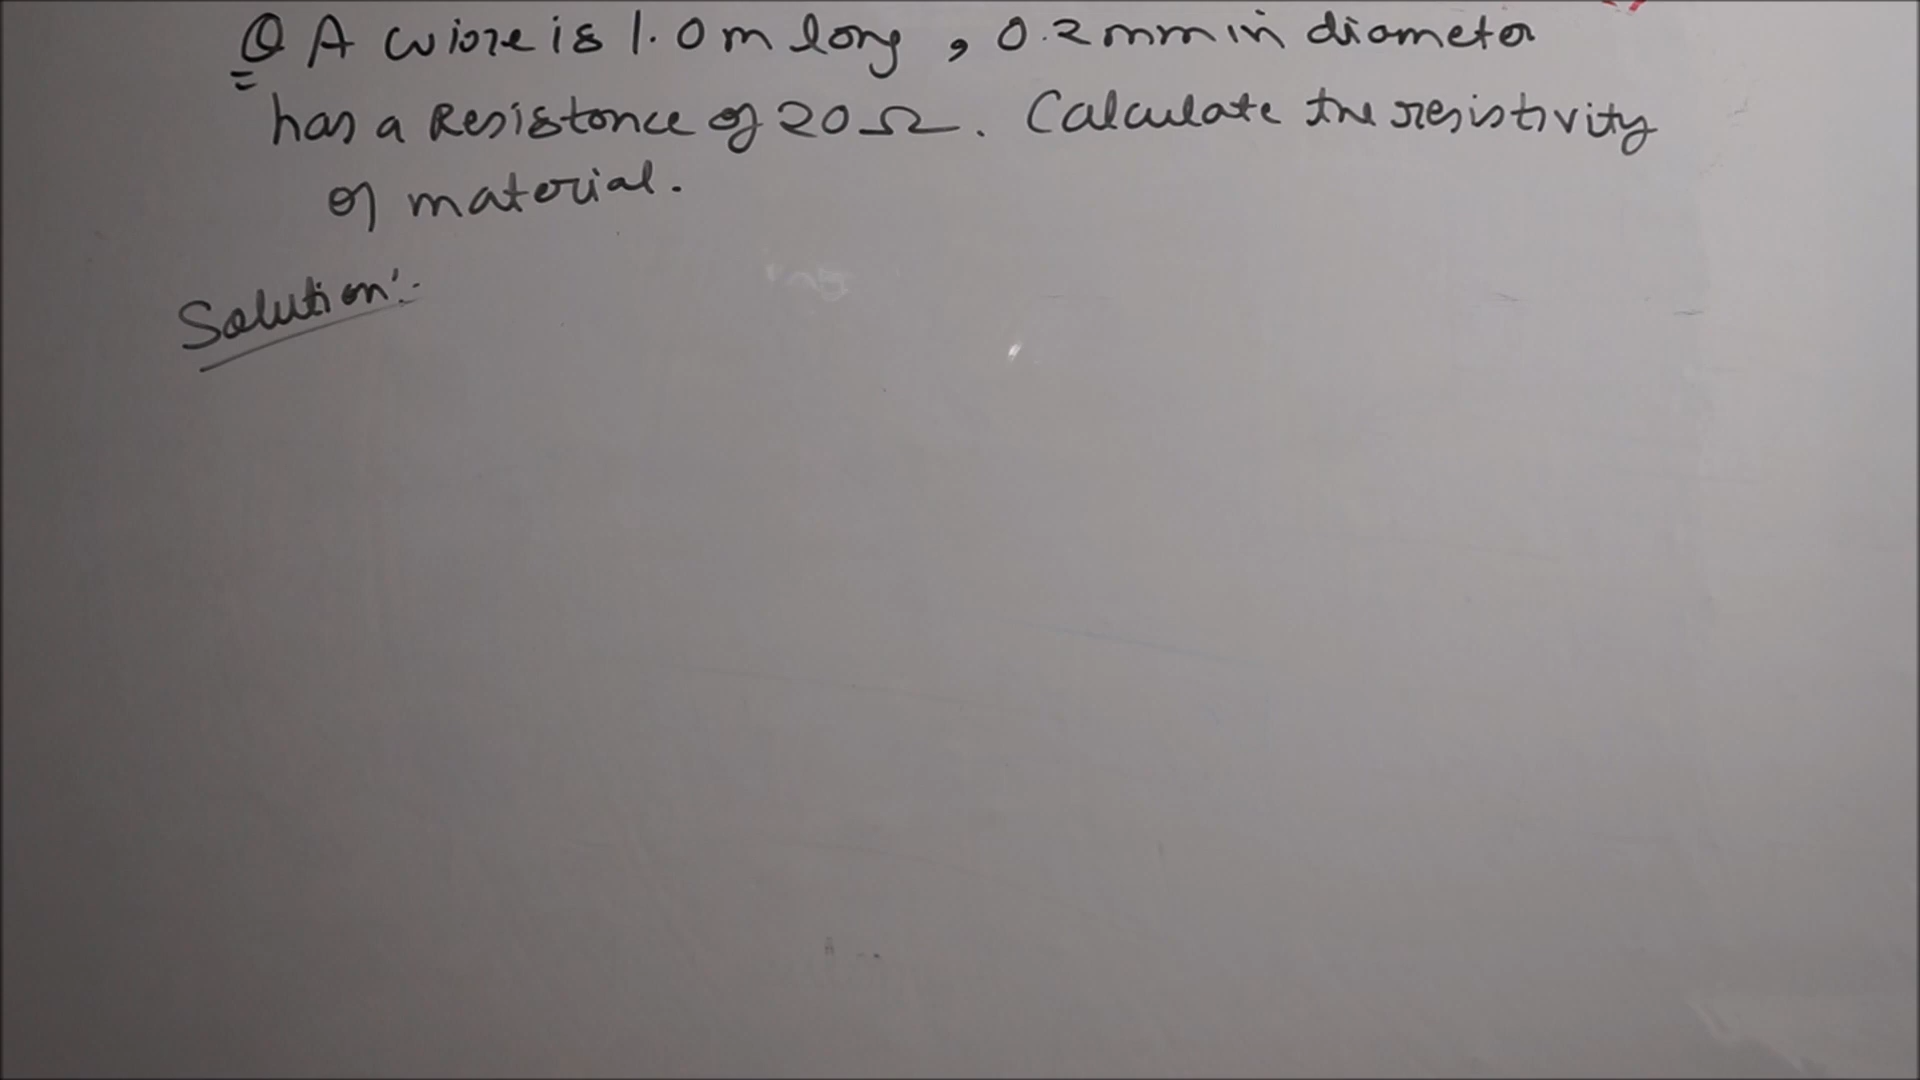 Q A wire is 1.0 m long, 0.2 mm in diameter
has a Resistance of 20 Ω. Calculate the resistivity
of material.
Solution:-